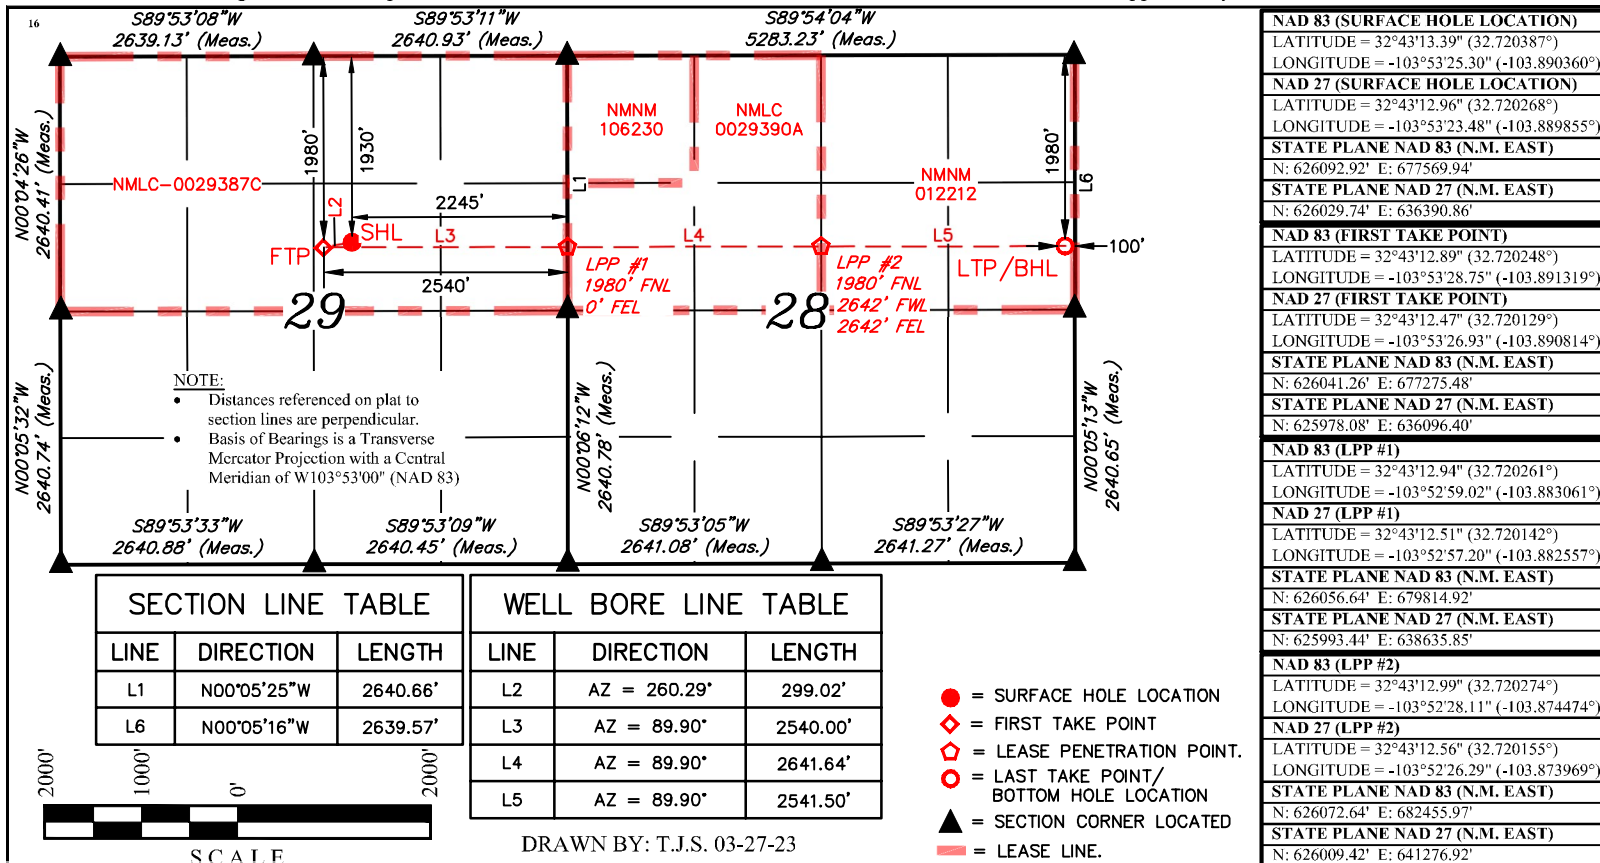 16
S89°53'08"W
2639.13' (Meas.)
S89°53'11"W
2640.93' (Meas.)
S89°54'04"W
5283.23' (Meas.)
N00°04'26"W
2640.41' (Meas.)
1980'
1930'
NMNM
106230
NMLC
0029390A
1980'
NMLC-0029387C
L2
L1
NMNM
012212
L6
2245'
SHL
L3
L4
L5
100'
FTP
LTP/BHL
2540'
LPP #1
1980' FNL
0' FEL
LPP #2
1980' FNL
2642' FWL
2642' FEL
29
28
N00°05'32"W
2640.74' (Meas.)
NOTE:
• Distances referenced on plat to
section lines are perpendicular.
• Basis of Bearings is a Transverse
Mercator Projection with a Central
Meridian of W103°53'00" (NAD 83)
N00°06'12"W
2640.78' (Meas.)
N00°05'13"W
2640.65' (Meas.)
S89°53'33"W
2640.88' (Meas.)
S89°53'09"W
2640.45' (Meas.)
S89°53'05"W
2641.08' (Meas.)
S89°53'27"W
2641.27' (Meas.)
SECTION LINE TABLE
LINE DIRECTION LENGTH
L1 N00°05'25"W 2640.66'
L6 N00°05'16"W 2639.57'
WELL BORE LINE TABLE
LINE DIRECTION LENGTH
L2 AZ = 260.29° 299.02'
L3 AZ = 89.90° 2540.00'
L4 AZ = 89.90° 2641.64'
L5 AZ = 89.90° 2541.50'
2000'
1000'
0'
2000'
SCALE
DRAWN BY: T.J.S. 03-27-23
= SURFACE HOLE LOCATION
= FIRST TAKE POINT
= LEASE PENETRATION POINT.
= LAST TAKE POINT/
BOTTOM HOLE LOCATION
= SECTION CORNER LOCATED
= LEASE LINE.
NAD 83 (SURFACE HOLE LOCATION)
LATITUDE = 32°43'13.39" (32.720387°)
LONGITUDE = -103°53'25.30" (-103.890360°)
NAD 27 (SURFACE HOLE LOCATION)
LATITUDE = 32°43'12.96" (32.720268°)
LONGITUDE = -103°53'23.48" (-103.889855°)
STATE PLANE NAD 83 (N.M. EAST)
N: 626092.92' E: 677569.94'
STATE PLANE NAD 27 (N.M. EAST)
N: 626029.74' E: 636390.86'
NAD 83 (FIRST TAKE POINT)
LATITUDE = 32°43'12.89" (32.720248°)
LONGITUDE = -103°53'28.75" (-103.891319°)
NAD 27 (FIRST TAKE POINT)
LATITUDE = 32°43'12.47" (32.720129°)
LONGITUDE = -103°53'26.93" (-103.890814°)
STATE PLANE NAD 83 (N.M. EAST)
N: 626041.26' E: 677275.48'
STATE PLANE NAD 27 (N.M. EAST)
N: 625978.08' E: 636096.40'
NAD 83 (LPP #1)
LATITUDE = 32°43'12.94" (32.720261°)
LONGITUDE = -103°52'59.02" (-103.883061°)
NAD 27 (LPP #1)
LATITUDE = 32°43'12.51" (32.720142°)
LONGITUDE = -103°52'57.20" (-103.882557°)
STATE PLANE NAD 83 (N.M. EAST)
N: 626056.64' E: 679814.92'
STATE PLANE NAD 27 (N.M. EAST)
N: 625993.44' E: 638635.85'
NAD 83 (LPP #2)
LATITUDE = 32°43'12.99" (32.720274°)
LONGITUDE = -103°52'28.11" (-103.874474°)
NAD 27 (LPP #2)
LATITUDE = 32°43'12.56" (32.720155°)
LONGITUDE = -103°52'26.29" (-103.873969°)
STATE PLANE NAD 83 (N.M. EAST)
N: 626072.64' E: 682455.97'
STATE PLANE NAD 27 (N.M. EAST)
N: 626009.42' E: 641276.92'